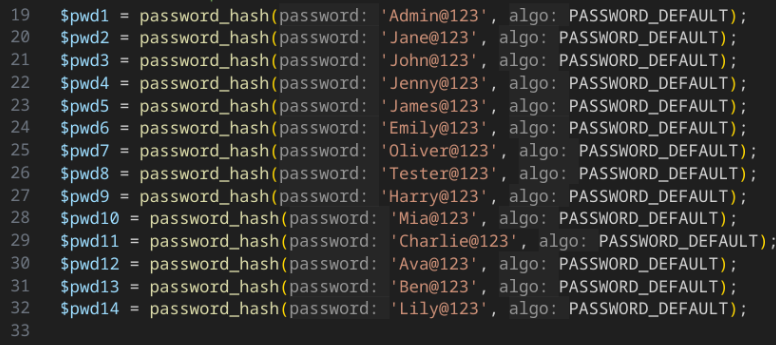 19 $pwd1 = password_hash(password: 'Admin@123', algo: PASSWORD_DEFAULT);
20 $pwd2 = password_hash(password: 'Jane@123', algo: PASSWORD_DEFAULT);
21 $pwd3 = password_hash(password: 'John@123', algo: PASSWORD_DEFAULT);
22 $pwd4 = password_hash(password: 'Jenny@123', algo: PASSWORD_DEFAULT);
23 $pwd5 = password_hash(password: 'James@123', algo: PASSWORD_DEFAULT);
24 $pwd6 = password_hash(password: 'Emily@123', algo: PASSWORD_DEFAULT);
25 $pwd7 = password_hash(password: 'Oliver@123', algo: PASSWORD_DEFAULT);
26 $pwd8 = password_hash(password: 'Tester@123', algo: PASSWORD_DEFAULT);
27 $pwd9 = password_hash(password: 'Harry@123', algo: PASSWORD_DEFAULT);
28 $pwd10 = password_hash(password: 'Mia@123', algo: PASSWORD_DEFAULT);
29 $pwd11 = password_hash(password: 'Charlie@123', algo: PASSWORD_DEFAULT);
30 $pwd12 = password_hash(password: 'Ava@123', algo: PASSWORD_DEFAULT);
31 $pwd13 = password_hash(password: 'Ben@123', algo: PASSWORD_DEFAULT);
32 $pwd14 = password_hash(password: 'Lily@123', algo: PASSWORD_DEFAULT);
33